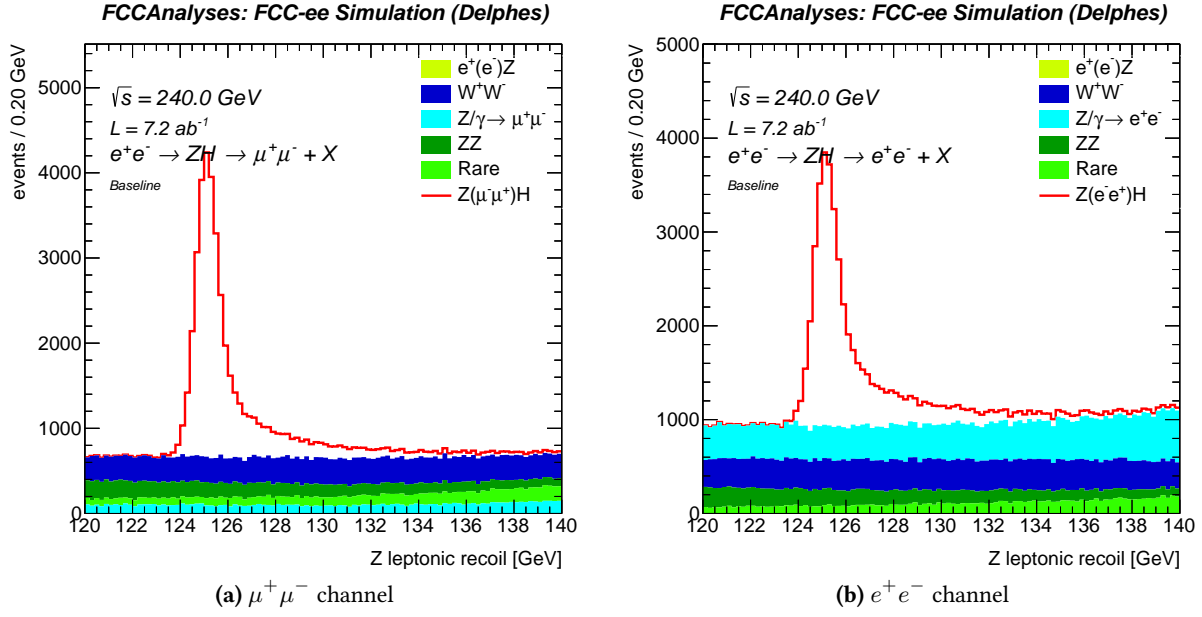 FCCAnalyses: FCC-ee Simulation (Delphes)
events / 0.20 GeV
5000
4000
3000
2000
1000
0
√s = 240.0 GeV
L = 7.2 ab⁻¹
e⁺e⁻ → ZH → μ⁺μ⁻ + X
Baseline
e⁺(e⁻)Z
W⁺W⁻
Z/γ→ μ⁺μ⁻
ZZ
Rare
Z(μ⁻μ⁺)H
120 122 124 126 128 130 132 134 136 138 140
Z leptonic recoil [GeV]
(a) μ⁺μ⁻ channel
FCCAnalyses: FCC-ee Simulation (Delphes)
events / 0.20 GeV
5000
4000
3000
2000
1000
0
√s = 240.0 GeV
L = 7.2 ab⁻¹
e⁺e⁻ → ZH → e⁺e⁻ + X
Baseline
e⁺(e⁻)Z
W⁺W⁻
Z/γ→ e⁺e⁻
ZZ
Rare
Z(e⁻e⁺)H
120 122 124 126 128 130 132 134 136 138 140
Z leptonic recoil [GeV]
(b) e⁺e⁻ channel